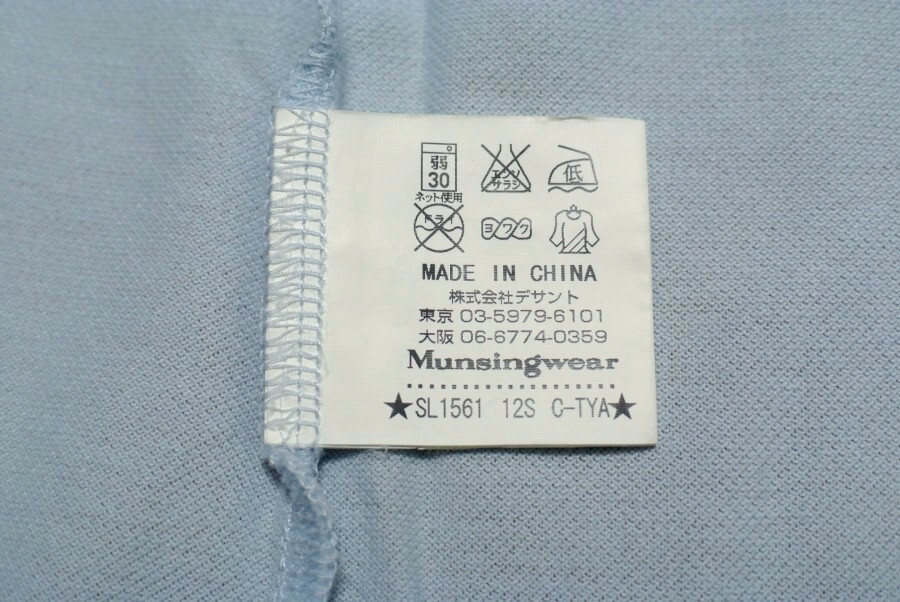 弱
30
ネット使用
エンソ
サラシ
低
ドライ
ヨワク
MADE IN CHINA
株式会社デサント
東京 03-5979-6101
大阪 06-6774-0359
Munsingwear
★SL1561 12S C-TYA★